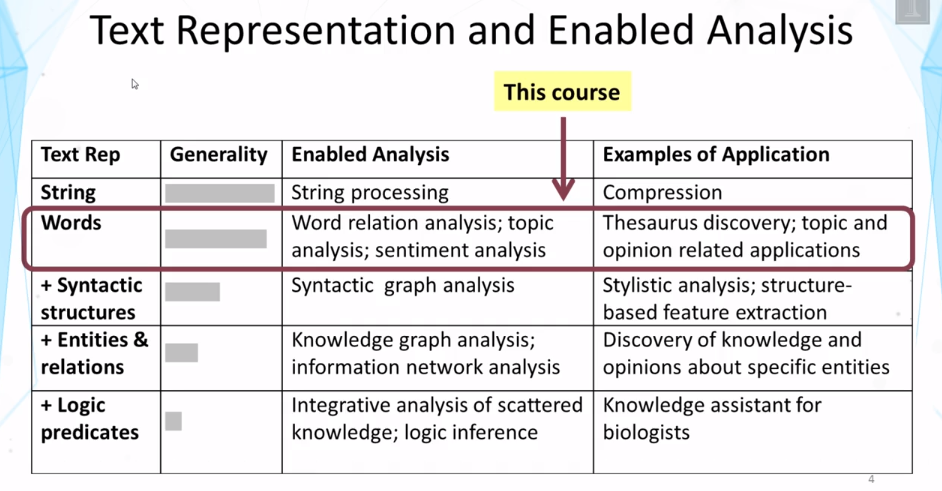 Text Representation and Enabled Analysis
This course
Text Rep
Generality
Enabled Analysis
Examples of Application
String
String processing
Compression
Words
Word relation analysis; topic
analysis; sentiment analysis
Thesaurus discovery; topic and
opinion related applications
+ Syntactic
structures
Syntactic graph analysis
Stylistic analysis; structure-
based feature extraction
+ Entities &
relations
Knowledge graph analysis;
information network analysis
Discovery of knowledge and
opinions about specific entities
+ Logic
predicates
Integrative analysis of scattered
knowledge; logic inference
Knowledge assistant for
biologists
4